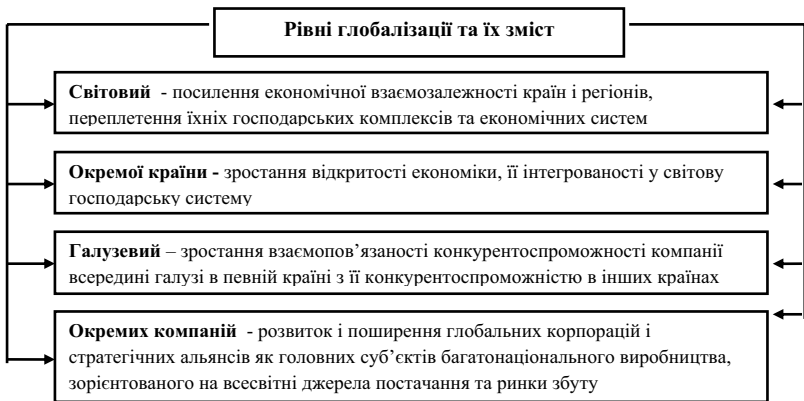 Рівні глобалізації та їх зміст
Світовий - посилення економічної взаємозалежності країн і регіонів,
переплетення їхніх господарських комплексів та економічних систем
Окремої країни - зростання відкритості економіки, її інтегрованості у світову
господарську систему
Галузевий – зростання взаємопов’язаності конкурентоспроможності компанії
всередині галузі в певній країні з її конкурентоспроможністю в інших країнах
Окремих компаній - розвиток і поширення глобальних корпорацій і
стратегічних альянсів як головних суб’єктів багатонаціонального виробництва,
зорієнтованого на всесвітні джерела постачання та ринки збуту